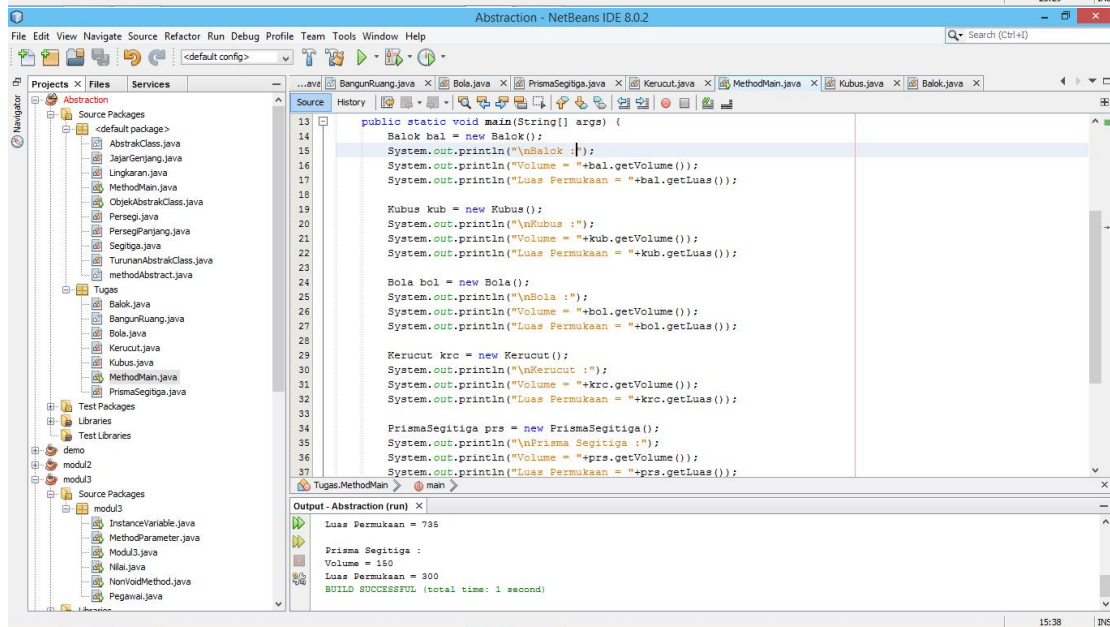 Abstraction - NetBeans IDE 8.0.2
File Edit View Navigate Source Refactor Run Debug Profile Team Tools Window Help
Search (Ctrl+I)
<default config>
Projects Files Services
...ava BangunRuang.java Bola.java PrismaSegitiga.java Kerucut.java MethodMain.java Kubus.java Balok.java
Navigator
Source History
Abstraction
Source Packages
<default package>
AbstrakClass.java
JajarGenjang.java
Lingkaran.java
MethodMain.java
ObjekAbstrakClass.java
Persegi.java
PersegiPanjang.java
Segitiga.java
TurunanAbstrakClass.java
methodAbstract.java
Tugas
Balok.java
BangunRuang.java
Bola.java
Kerucut.java
Kubus.java
MethodMain.java
PrismaSegitiga.java
Test Packages
Libraries
Test Libraries
demo
modul2
modul3
Source Packages
modul3
InstanceVariable.java
MethodParameter.java
Modul3.java
Nilai.java
NonVoidMethod.java
Pegawai.java
Libraries
13 public static void main(String[] args) {
14 Balok bal = new Balok();
15 System.out.println("\nBalok :");
16 System.out.println("Volume = "+bal.getVolume());
17 System.out.println("Luas Permukaan = "+bal.getLuas());
18
19 Kubus kub = new Kubus();
20 System.out.println("\nKubus :");
21 System.out.println("Volume = "+kub.getVolume());
22 System.out.println("Luas Permukaan = "+kub.getLuas());
23
24 Bola bol = new Bola();
25 System.out.println("\nBola :");
26 System.out.println("Volume = "+bol.getVolume());
27 System.out.println("Luas Permukaan = "+bol.getLuas());
28
29 Kerucut krc = new Kerucut();
30 System.out.println("\nKerucut :");
31 System.out.println("Volume = "+krc.getVolume());
32 System.out.println("Luas Permukaan = "+krc.getLuas());
33
34 PrismaSegitiga prs = new PrismaSegitiga();
35 System.out.println("\nPrisma Segitiga :");
36 System.out.println("Volume = "+prs.getVolume());
37 System.out.println("Luas Permukaan = "+prs.getLuas());
Tugas.MethodMain main
Output - Abstraction (run)
Luas Permukaan = 735
Prisma Segitiga :
Volume = 150
Luas Permukaan = 300
BUILD SUCCESSFUL (total time: 1 second)
15:38 INS